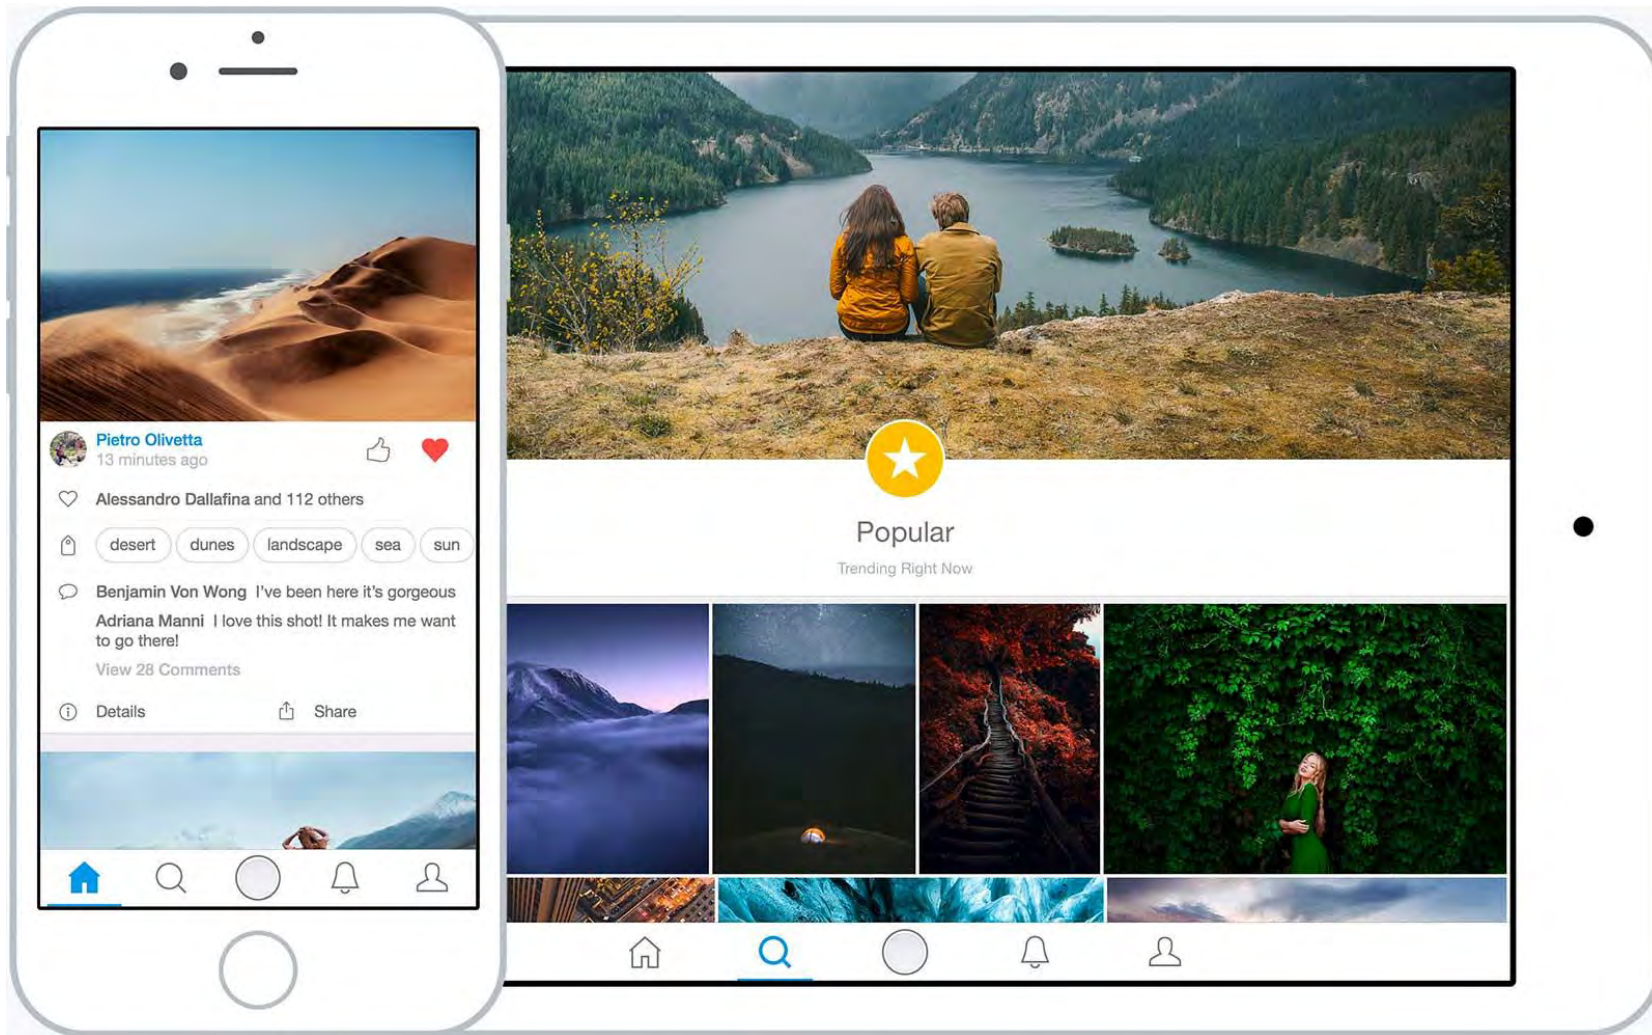 Pietro Olivetta
13 minutes ago
Alessandro Dallafina and 112 others
desert dunes landscape sea sun
Benjamin Von Wong I've been here it's gorgeous
Adriana Manni I love this shot! It makes me want
to go there!
View 28 Comments
Details Share
Popular
Trending Right Now